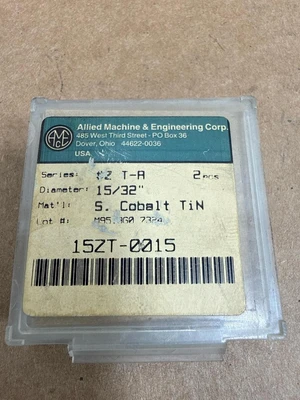 AMEC
Allied Machine & Engineering Corp.
485 West Third Street - PO Box 36
Dover, Ohio 44622-0036
USA
Series: #Z T-A 2 pcs
Diameter: 15/32"
Mat'l: S. Cobalt TiN
Lot #:
15ZT-0015